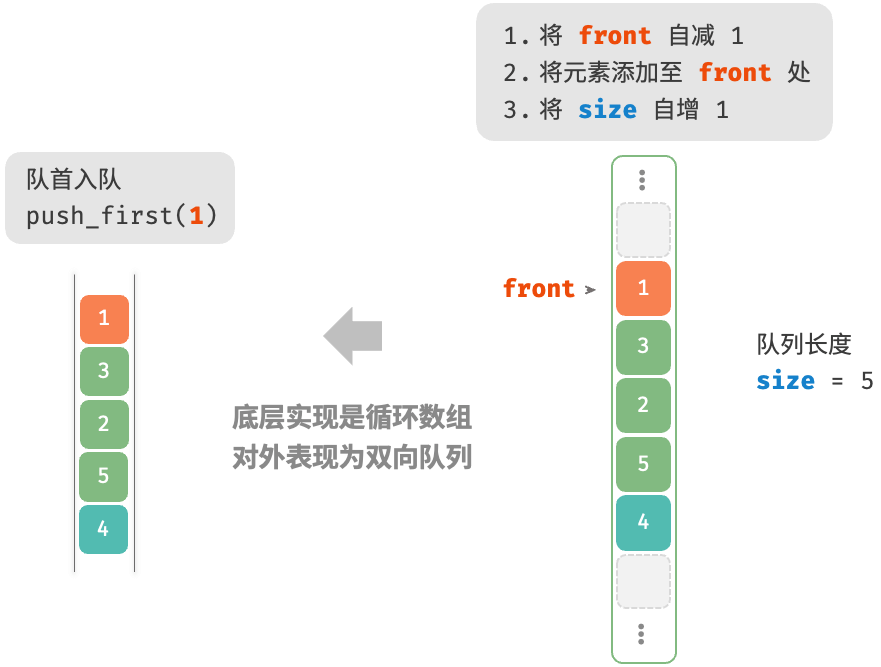 1. 将 front 自减 1
2. 将元素添加至 front 处
3. 将 size 自增 1
队首入队
push_first(1)
1
3
2
5
4
底层实现是循环数组
对外表现为双向队列
front
1
3
2
5
4
队列长度
size = 5